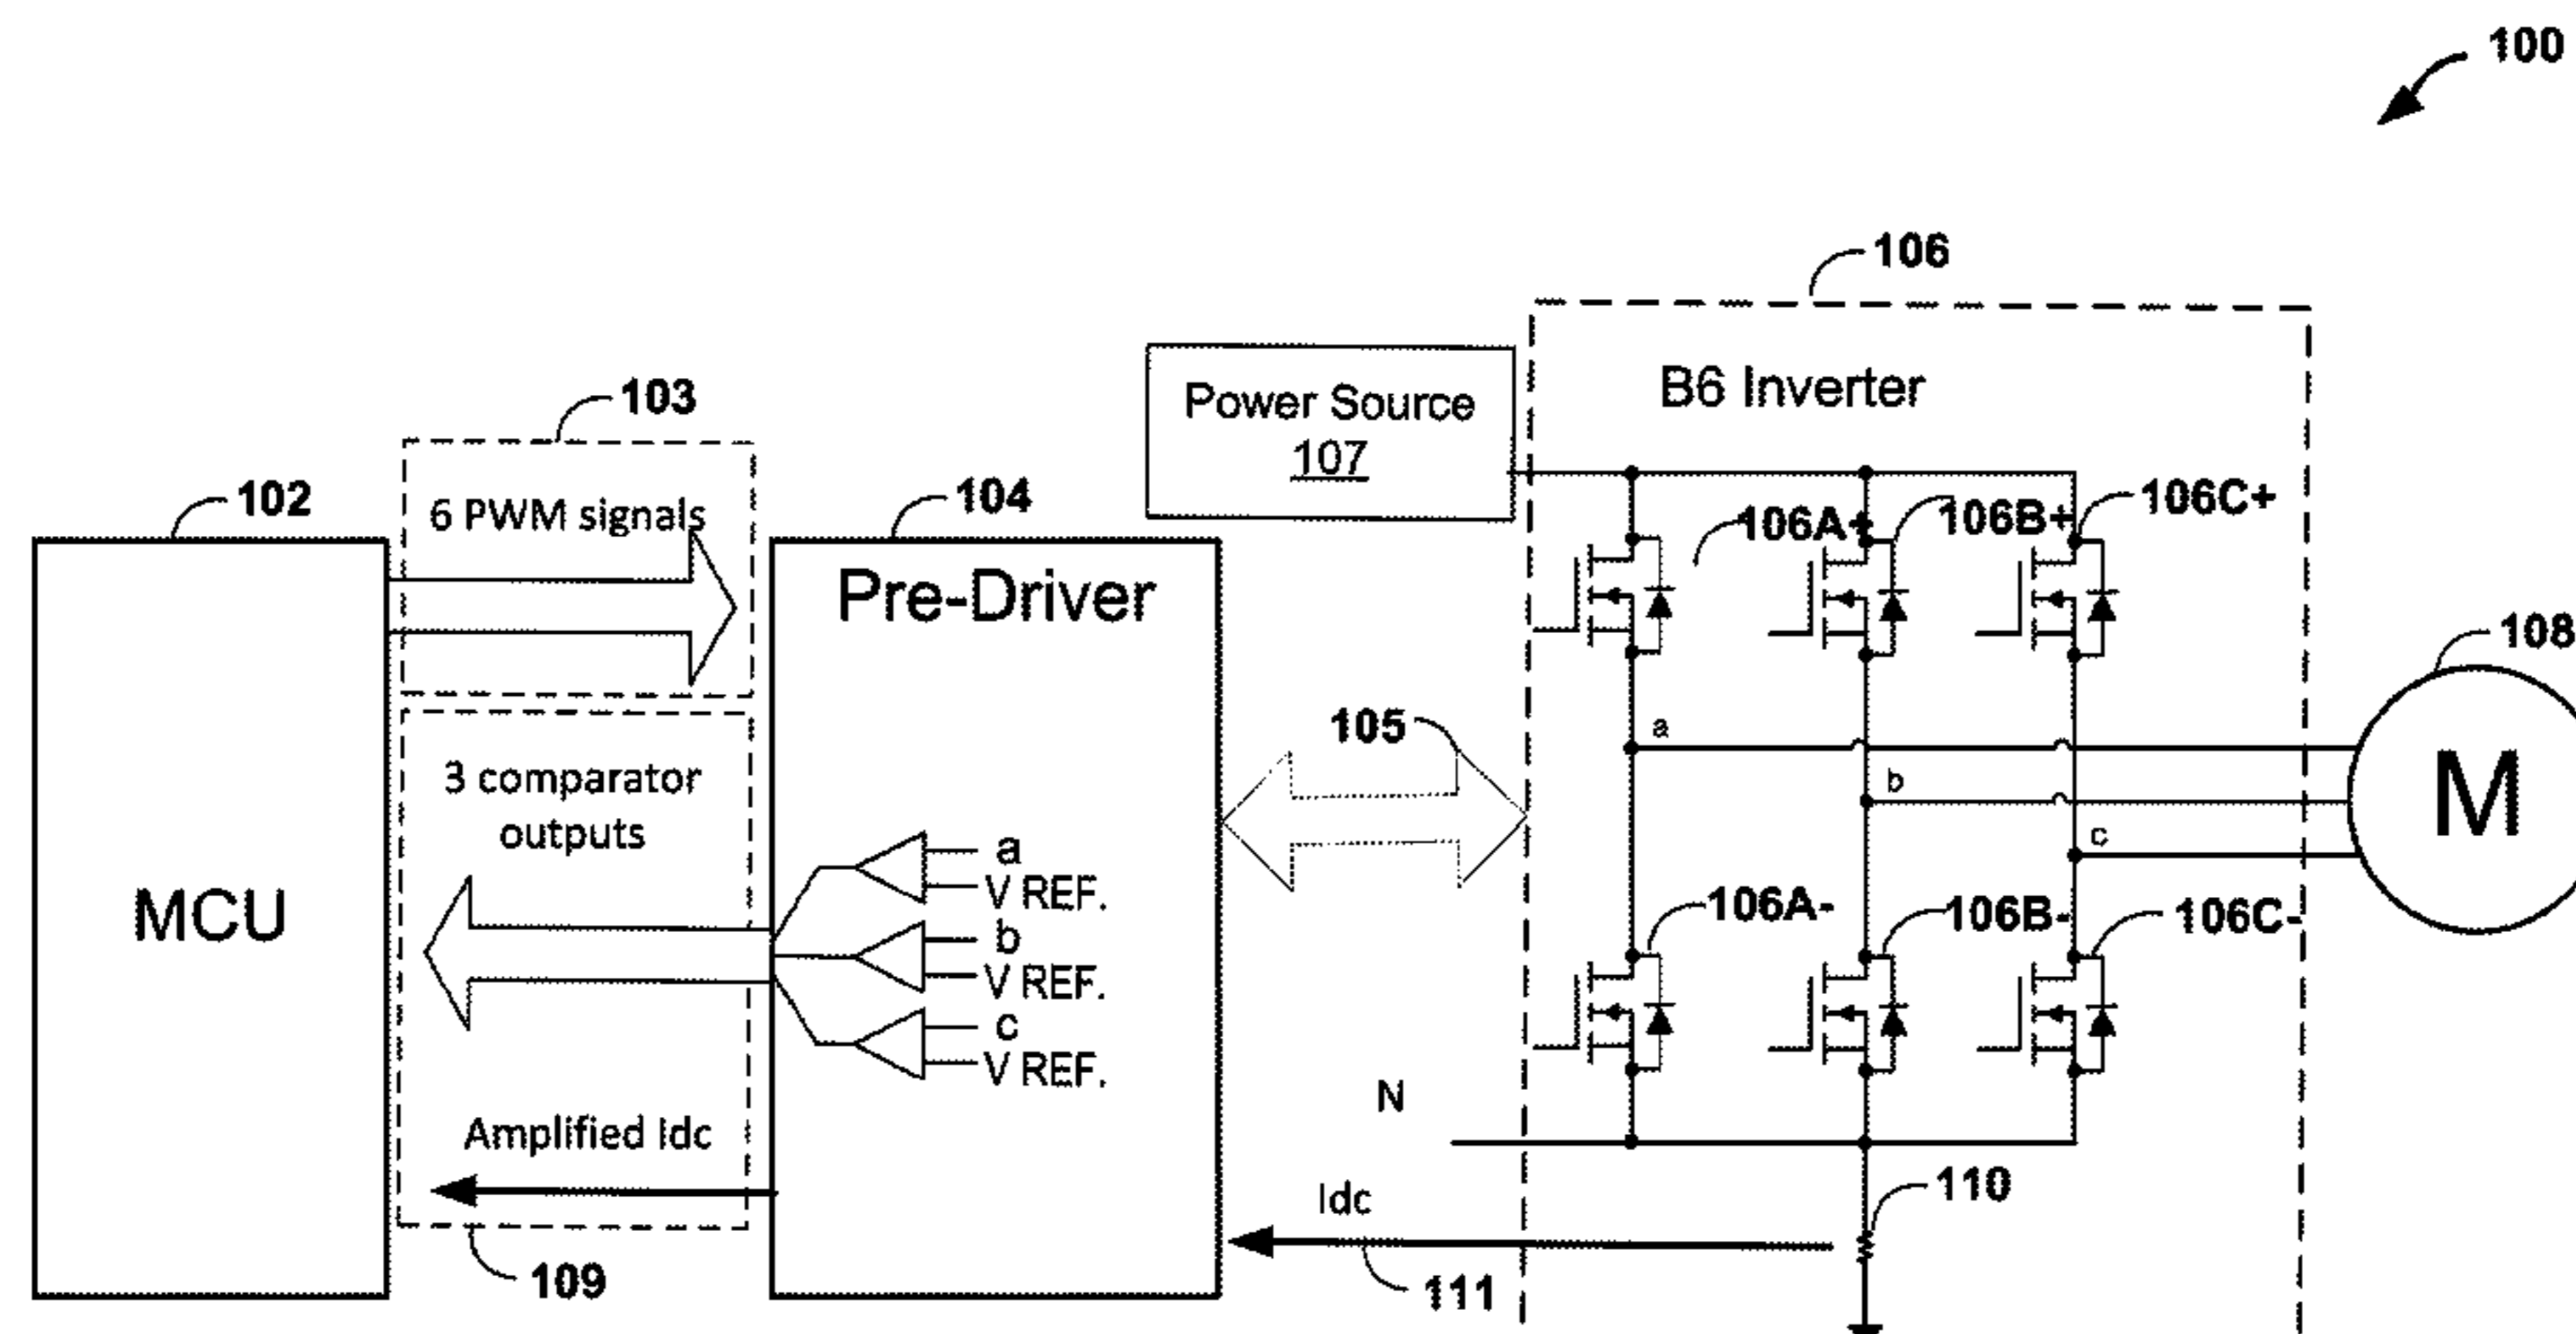 100
106
Power Source
107
B6 Inverter
103
102
6 PWM signals
104
106A+
106B+
106C+
Pre-Driver
108
3 comparator
outputs
105
a
b
c
M
MCU
a
V REF.
b
V REF.
c
V REF.
106A-
106B-
106C-
N
Amplified Idc
Idc
110
109
111